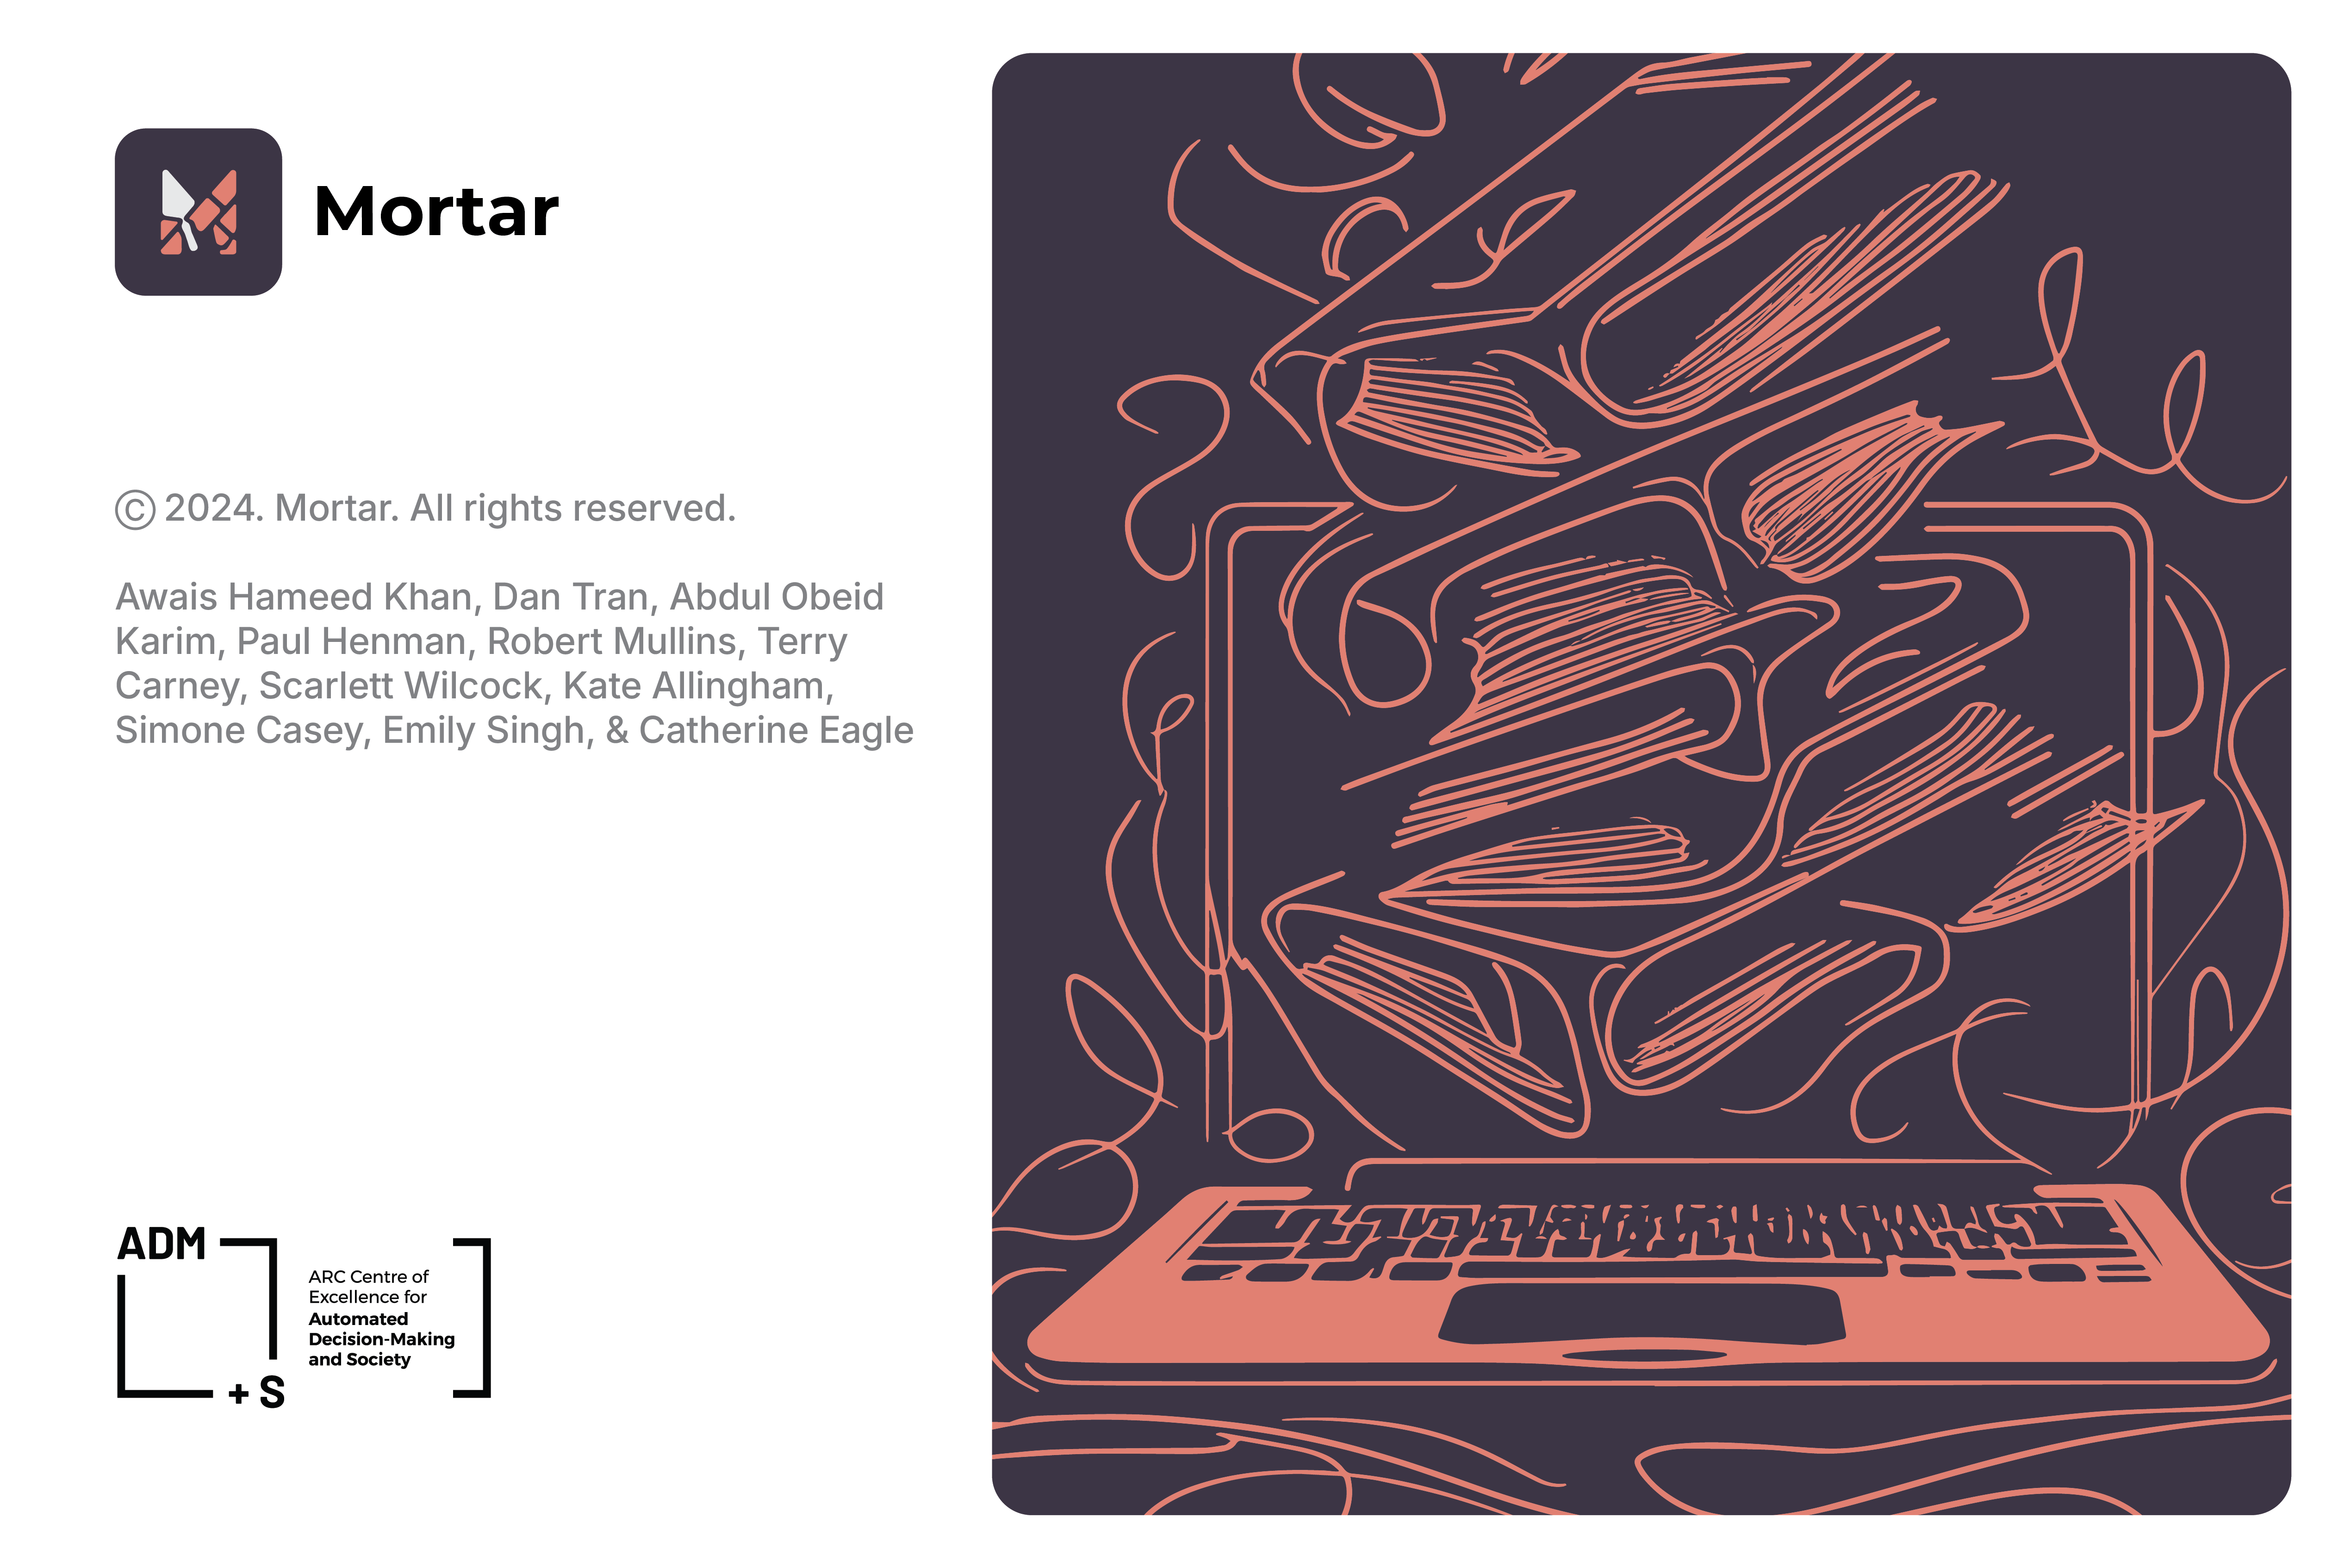 Mortar
© 2024. Mortar. All rights reserved.
Awais Hameed Khan, Dan Tran, Abdul Obeid
Karim, Paul Henman, Robert Mullins, Terry
Carney, Scarlett Wilcock, Kate Allingham,
Simone Casey, Emily Singh, & Catherine Eagle
ADM
+ S
ARC Centre of
Excellence for
Automated
Decision-Making
and Society